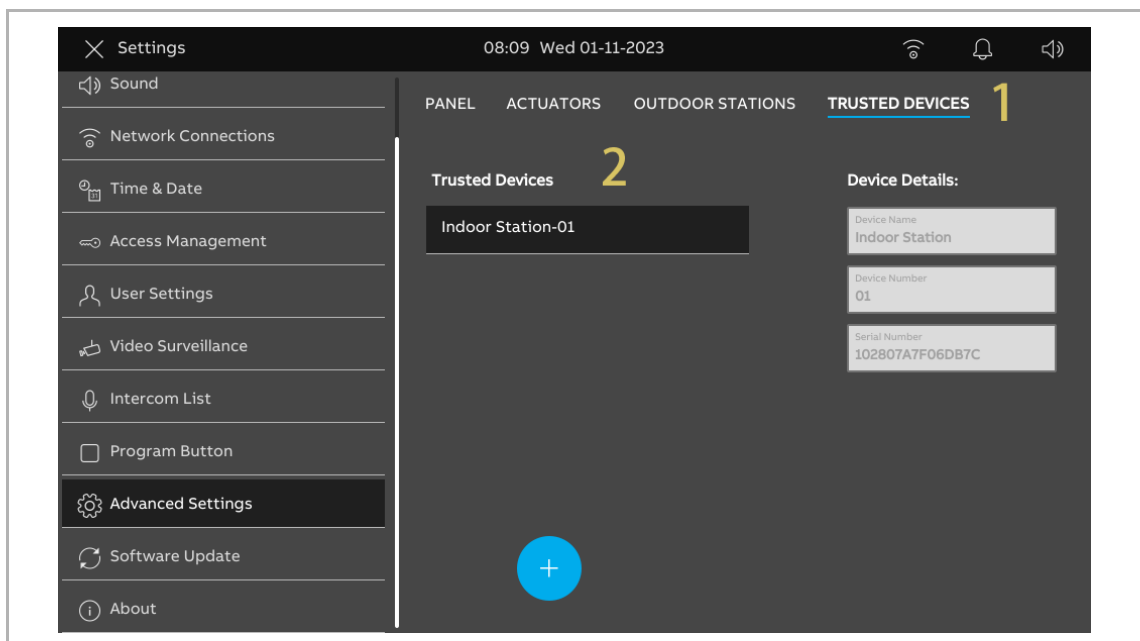 Settings
08:09 Wed 01-11-2023
Sound
Network Connections
Time & Date
Access Management
User Settings
Video Surveillance
Intercom List
Program Button
Advanced Settings
Software Update
About
PANEL ACTUATORS OUTDOOR STATIONS TRUSTED DEVICES 1
Trusted Devices 2
Indoor Station-01
+
Device Details:
Device Name
Indoor Station
Device Number
01
Serial Number
102807A7F06DB7C